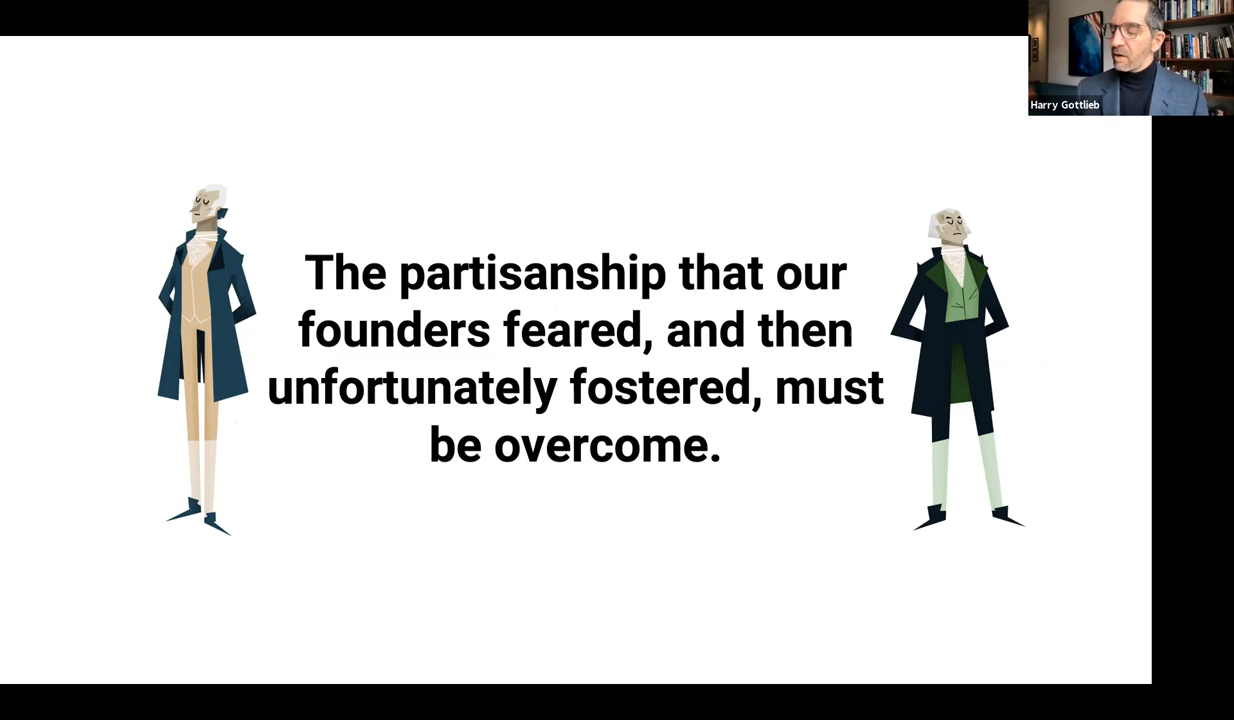 Harry Gottlieb
The partisanship that our
founders feared, and then
unfortunately fostered, must
be overcome.